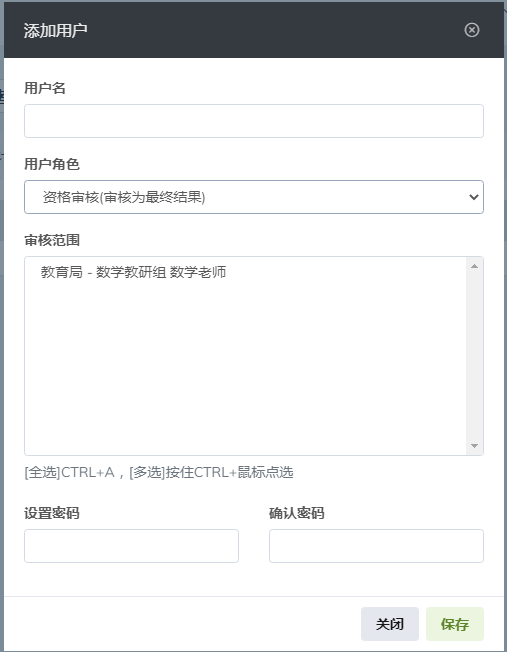 添加用户
用户名
用户角色
资格审核(审核为最终结果)
审核范围
教育局 - 数学教研组 数学老师
[全选]CTRL+A，[多选]按住CTRL+鼠标点选
设置密码 确认密码
关闭 保存